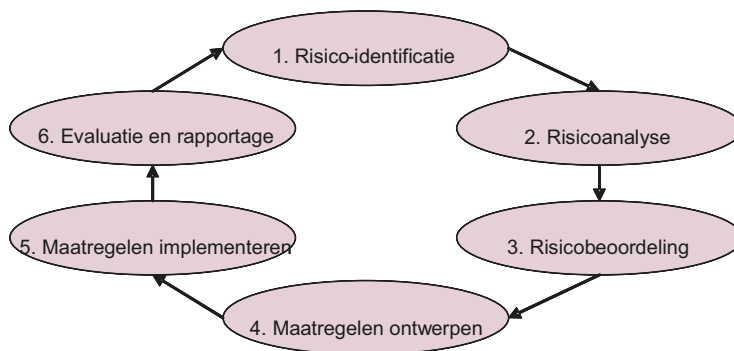 1. Risico-identificatie
2. Risicoanalyse
3. Risicobeoordeling
4. Maatregelen ontwerpen
5. Maatregelen implementeren
6. Evaluatie en rapportage